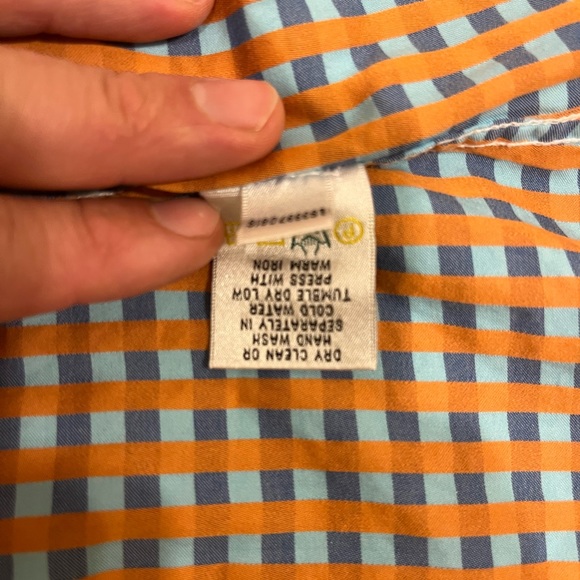 DRY CLEAN OR
HAND WASH
SEPARATELY IN
COLD WATER
TUMBLE DRY LOW
PRESS WITH
WARM IRON